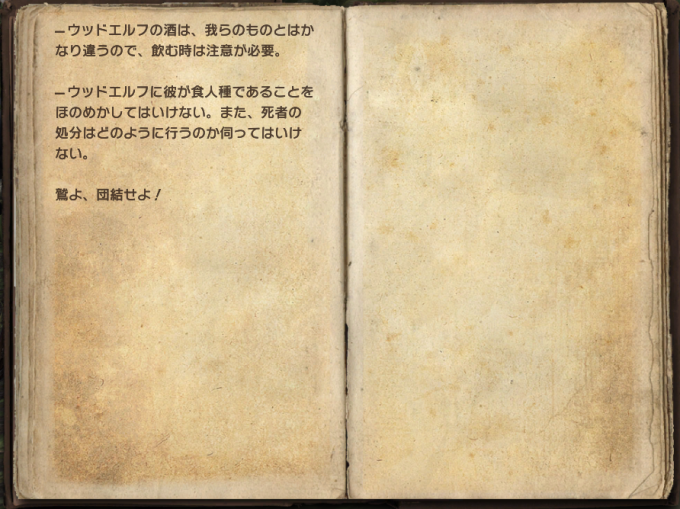 －ウッドエルフの酒は、我らのものとはか
なり違うので、飲む時は注意が必要。
－ウッドエルフに彼が食人種であることを
ほのめかしてはいけない。また、死者の
処分はどのように行うのか伺ってはいけ
ない。
鷲よ、団結せよ！